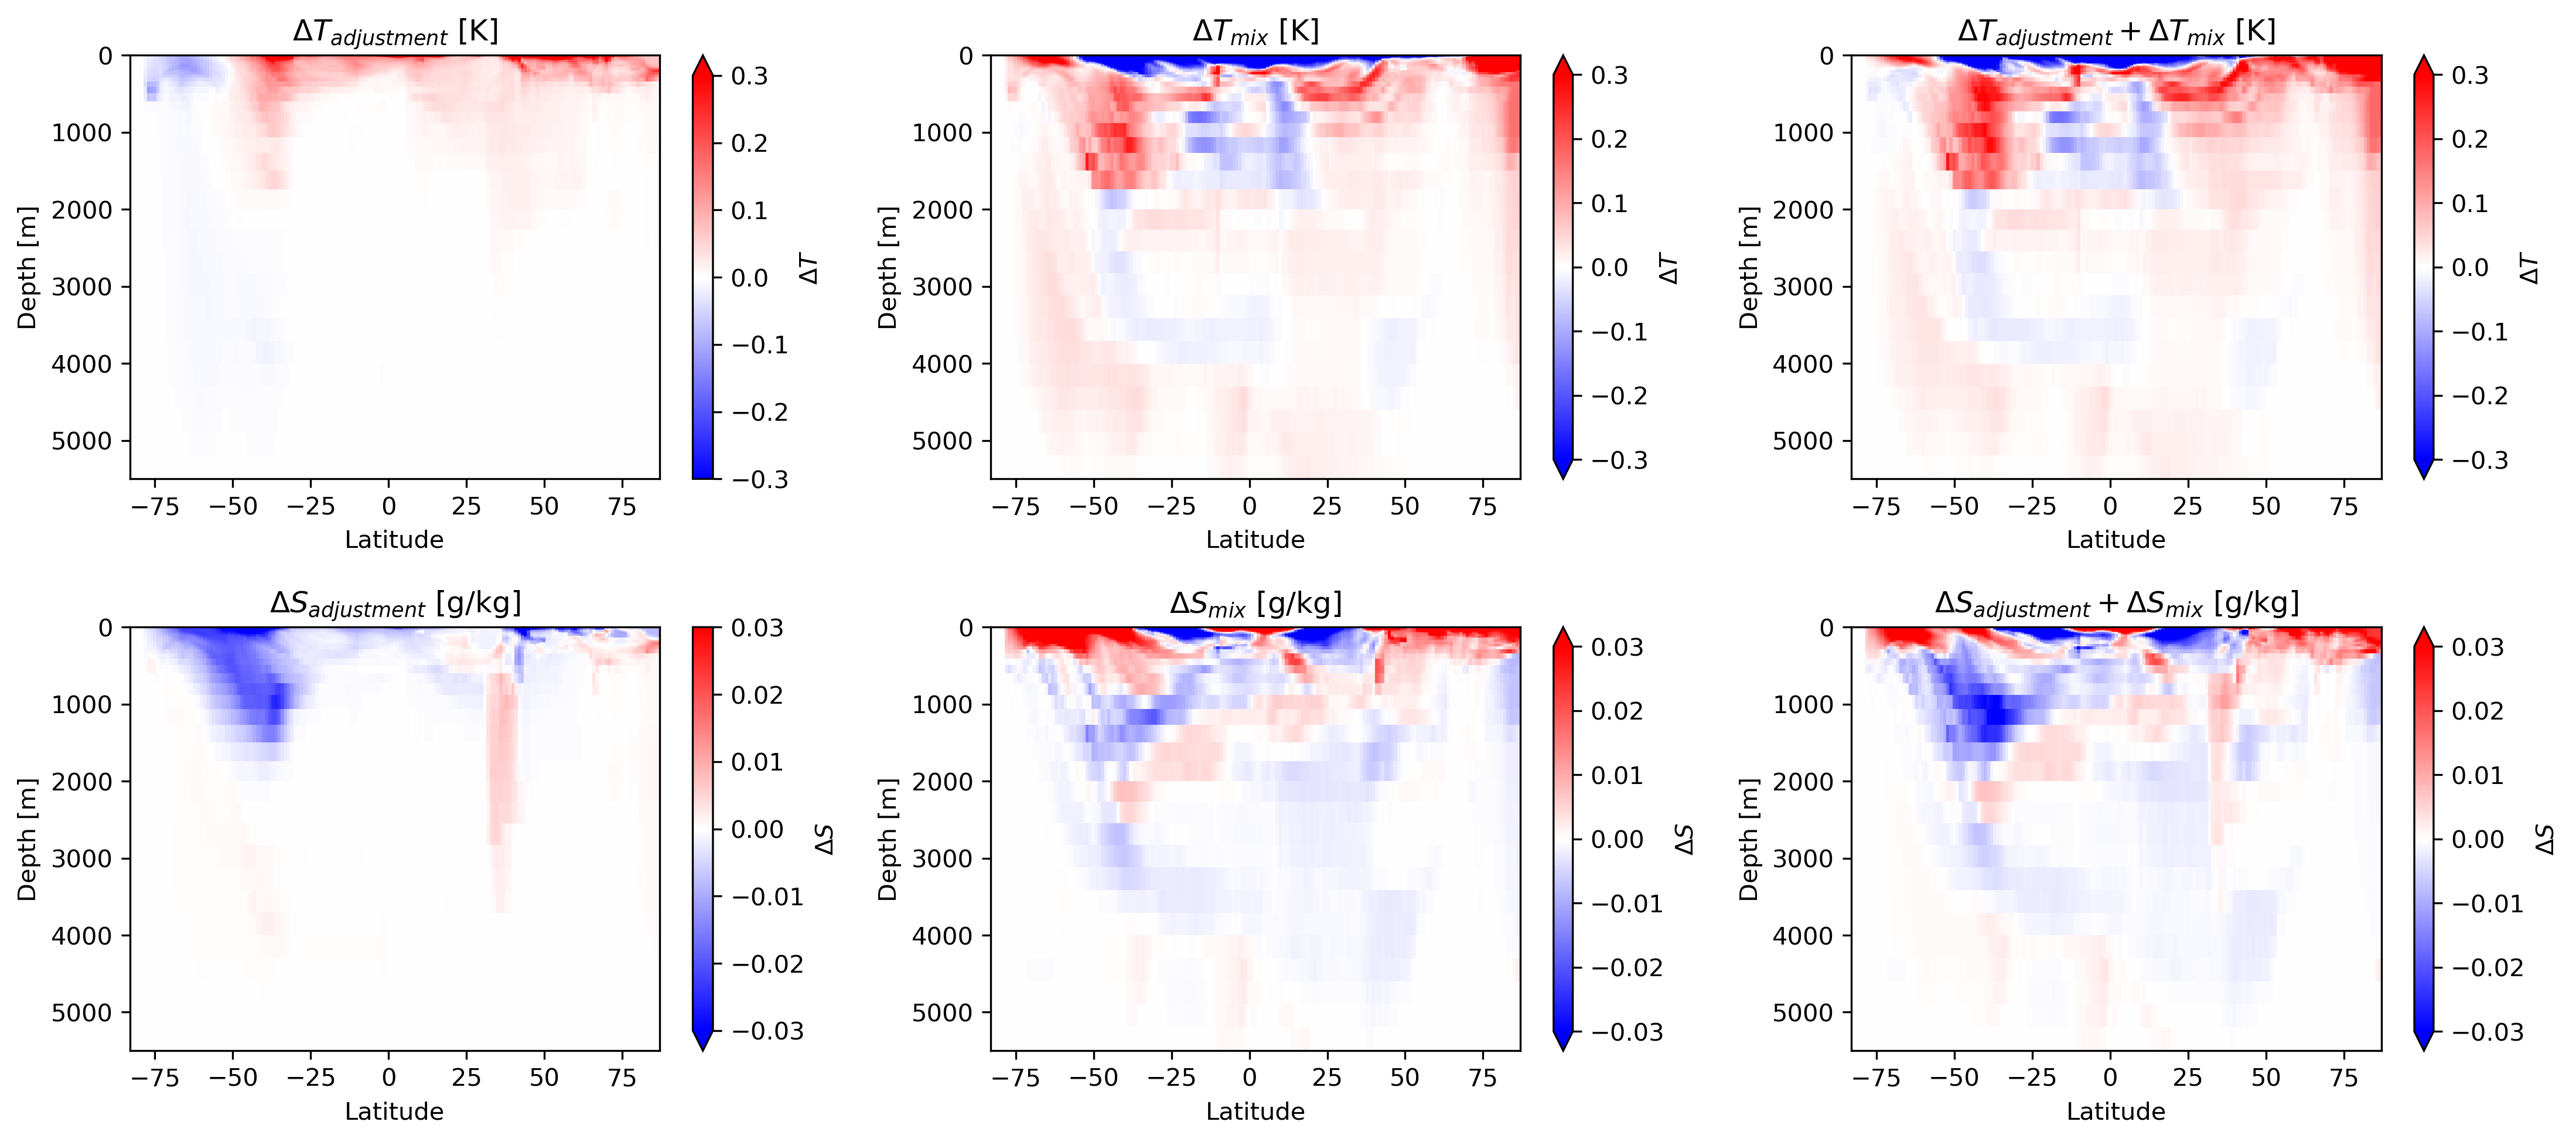 ΔT_adjustment [K]
0
1000
2000
3000
4000
5000
Depth [m]
−75 −50 −25 0 25 50 75
Latitude
0.3
0.2
0.1
0.0
−0.1
−0.2
−0.3
ΔT
ΔT_mix [K]
0
1000
2000
3000
4000
5000
Depth [m]
−75 −50 −25 0 25 50 75
Latitude
0.3
0.2
0.1
0.0
−0.1
−0.2
−0.3
ΔT
ΔT_adjustment + ΔT_mix [K]
0
1000
2000
3000
4000
5000
Depth [m]
−75 −50 −25 0 25 50 75
Latitude
0.3
0.2
0.1
0.0
−0.1
−0.2
−0.3
ΔT
ΔS_adjustment [g/kg]
0
1000
2000
3000
4000
5000
Depth [m]
−75 −50 −25 0 25 50 75
Latitude
0.03
0.02
0.01
0.00
−0.01
−0.02
−0.03
ΔS
ΔS_mix [g/kg]
0
1000
2000
3000
4000
5000
Depth [m]
−75 −50 −25 0 25 50 75
Latitude
0.03
0.02
0.01
0.00
−0.01
−0.02
−0.03
ΔS
ΔS_adjustment + ΔS_mix [g/kg]
0
1000
2000
3000
4000
5000
Depth [m]
−75 −50 −25 0 25 50 75
Latitude
0.03
0.02
0.01
0.00
−0.01
−0.02
−0.03
ΔS